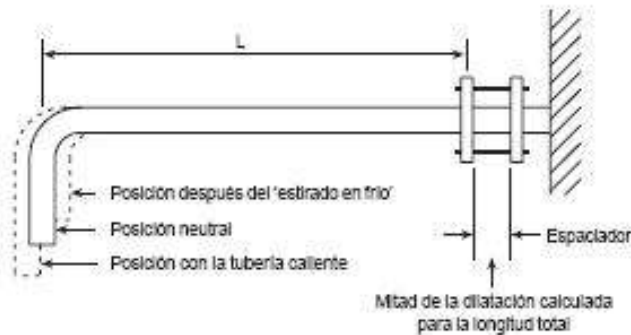 L
Posición después del 'estirado en frío'
Posición neutral
Posición con la tubería caliente
Espaciador
Mitad de la dilatación calculada
para la longitud total